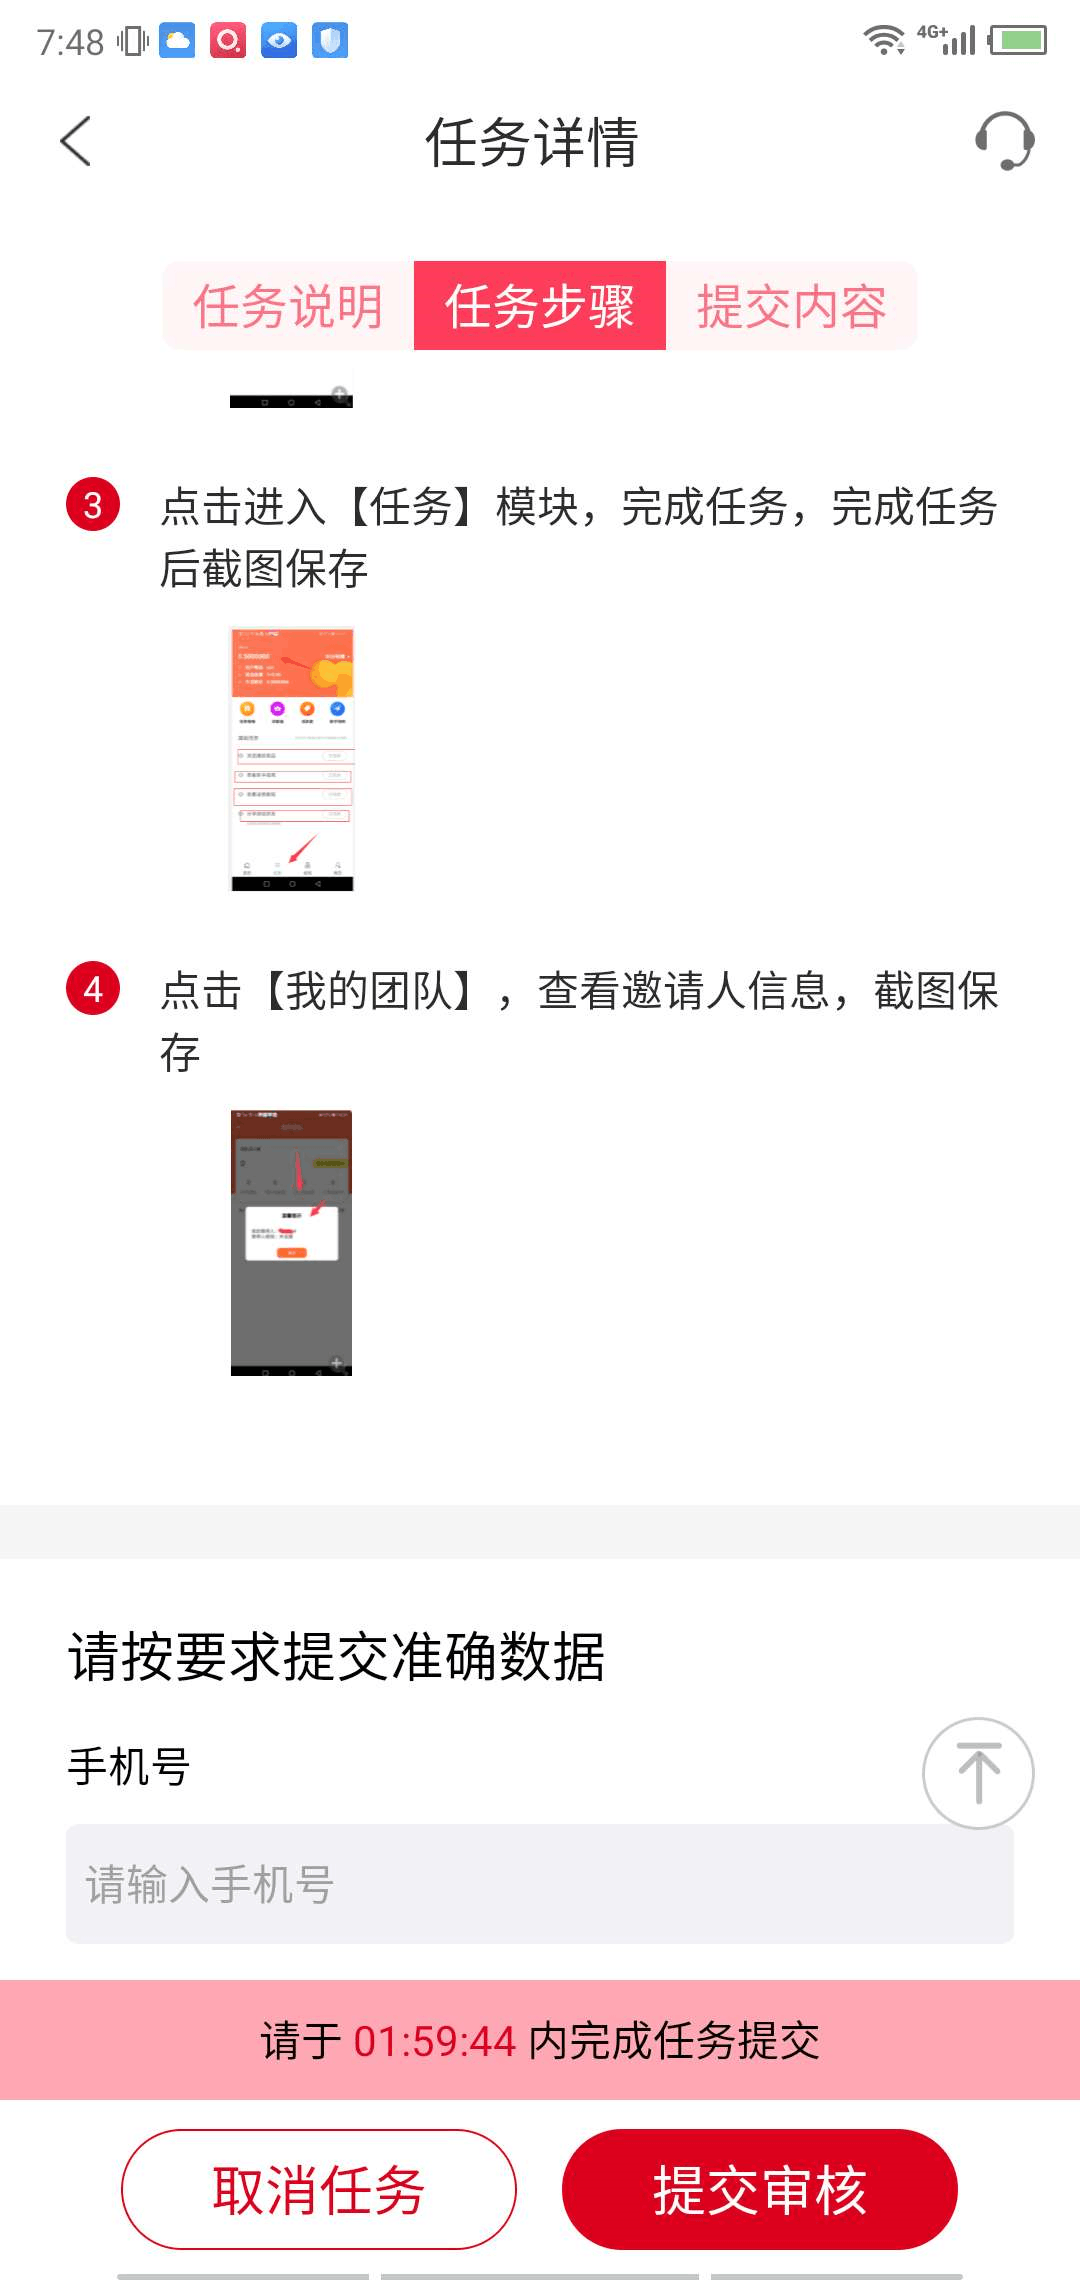 7:48
4G+
任务详情
任务说明
任务步骤
提交内容
3
点击进入【任务】模块，完成任务，完成任务
后截图保存
4
点击【我的团队】，查看邀请人信息，截图保
存
请按要求提交准确数据
手机号
请输入手机号
请于 01:59:44 内完成任务提交
取消任务
提交审核